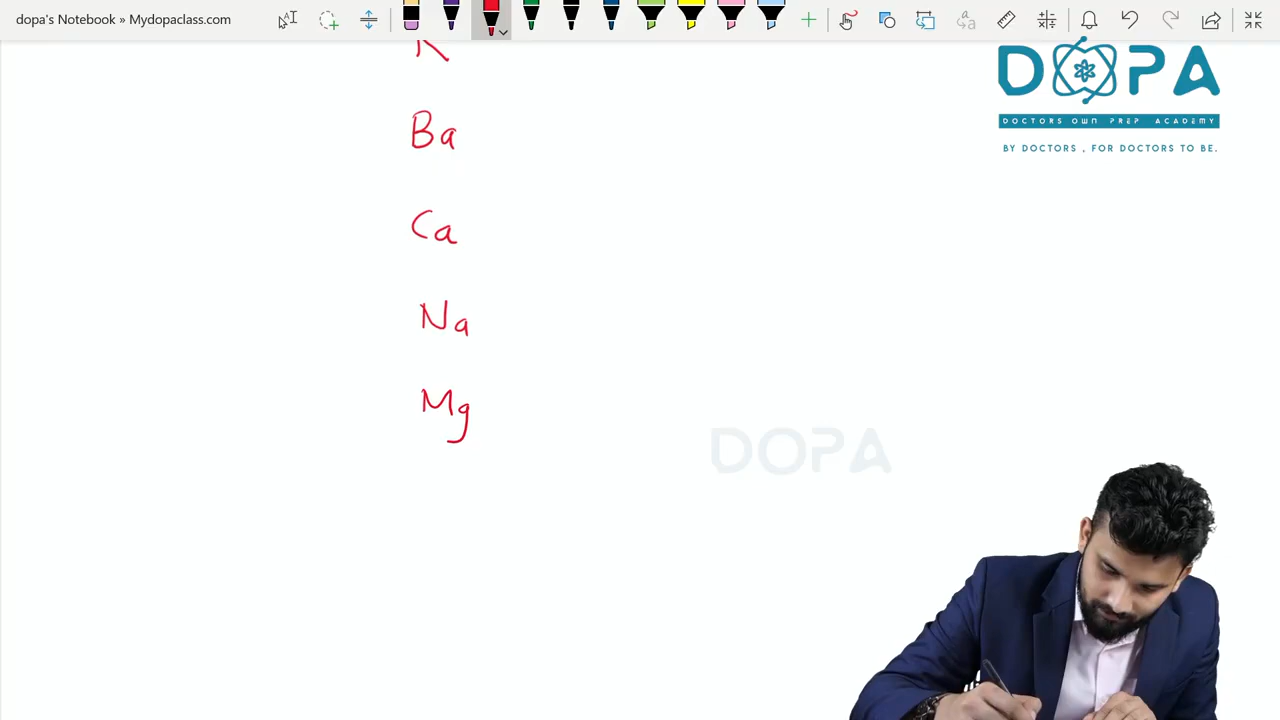 dopa's Notebook » Mydopaclass.com
K
Ba
Ca
Na
Mg
DOPA
DOCTORS OWN PREP ACADEMY
BY DOCTORS , FOR DOCTORS TO BE.
DOPA